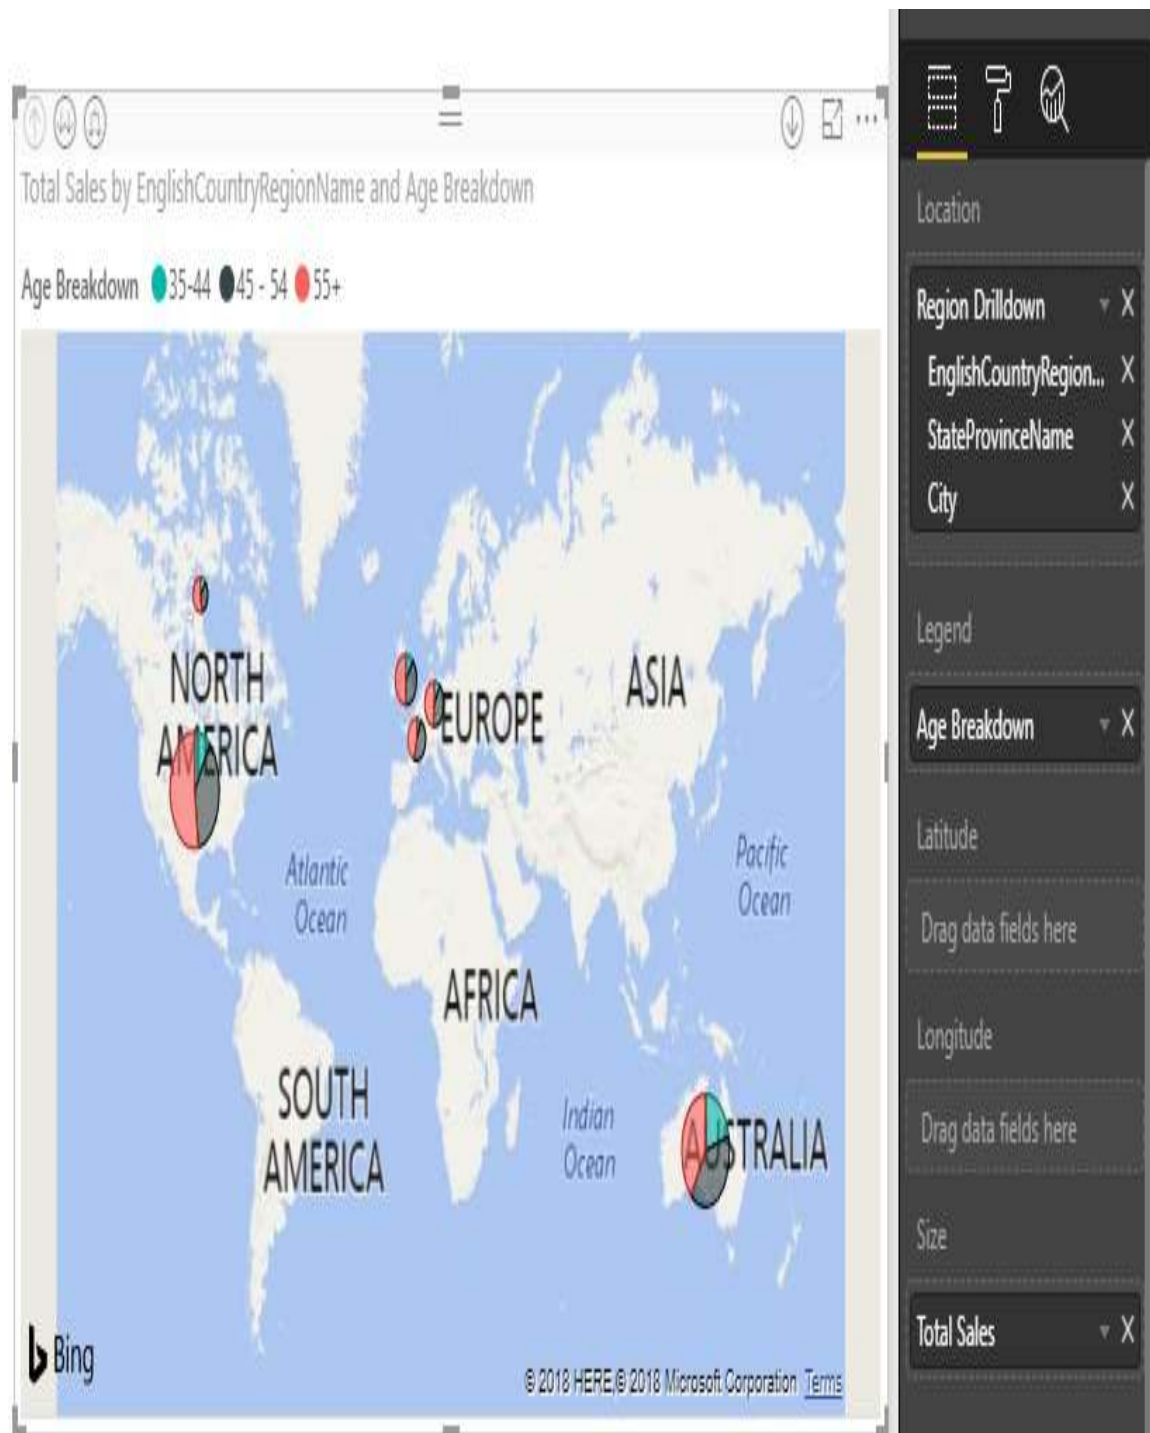 Total Sales by EnglishCountryRegionName and Age Breakdown
Age Breakdown 35-44 45 - 54 55+
NORTH
AMERICA
EUROPE
ASIA
Atlantic
Ocean
Pacific
Ocean
AFRICA
SOUTH
AMERICA
Indian
Ocean
AUSTRALIA
Bing
© 2018 HERE, © 2018 Microsoft Corporation Terms
Location
Region Drilldown
EnglishCountryRegion...
StateProvinceName
City
Legend
Age Breakdown
Latitude
Drag data fields here
Longitude
Drag data fields here
Size
Total Sales